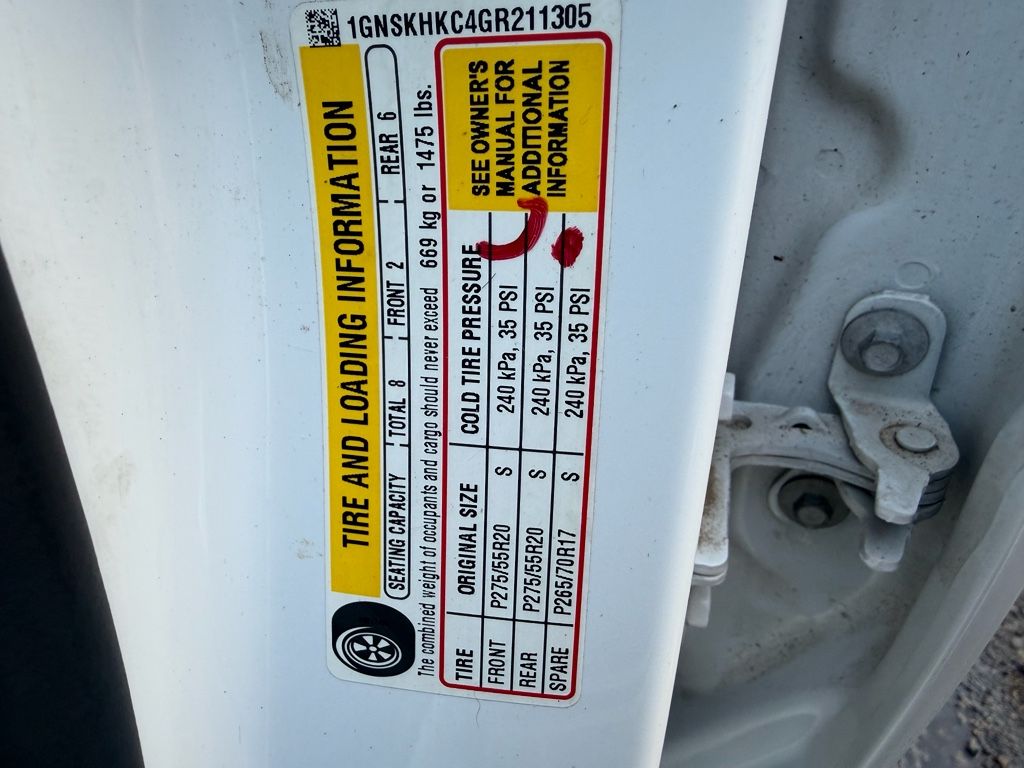 1GNSKHKC4GR211305
TIRE AND LOADING INFORMATION
SEATING CAPACITY TOTAL 8 FRONT 2 REAR 6
The combined weight of occupants and cargo should never exceed 669 kg or 1475 lbs.
TIRE ORIGINAL SIZE COLD TIRE PRESSURE
FRONT P275/55R20 S 240 kPa, 35 PSI
REAR P275/55R20 S 240 kPa, 35 PSI
SPARE P265/70R17 S 240 kPa, 35 PSI
SEE OWNER'S
MANUAL FOR
ADDITIONAL
INFORMATION